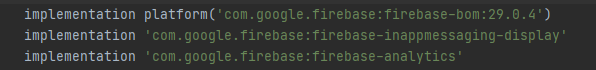 implementation platform('com.google.firebase:firebase-bom:29.0.4')
implementation 'com.google.firebase:firebase-inappmessaging-display'
implementation 'com.google.firebase:firebase-analytics'